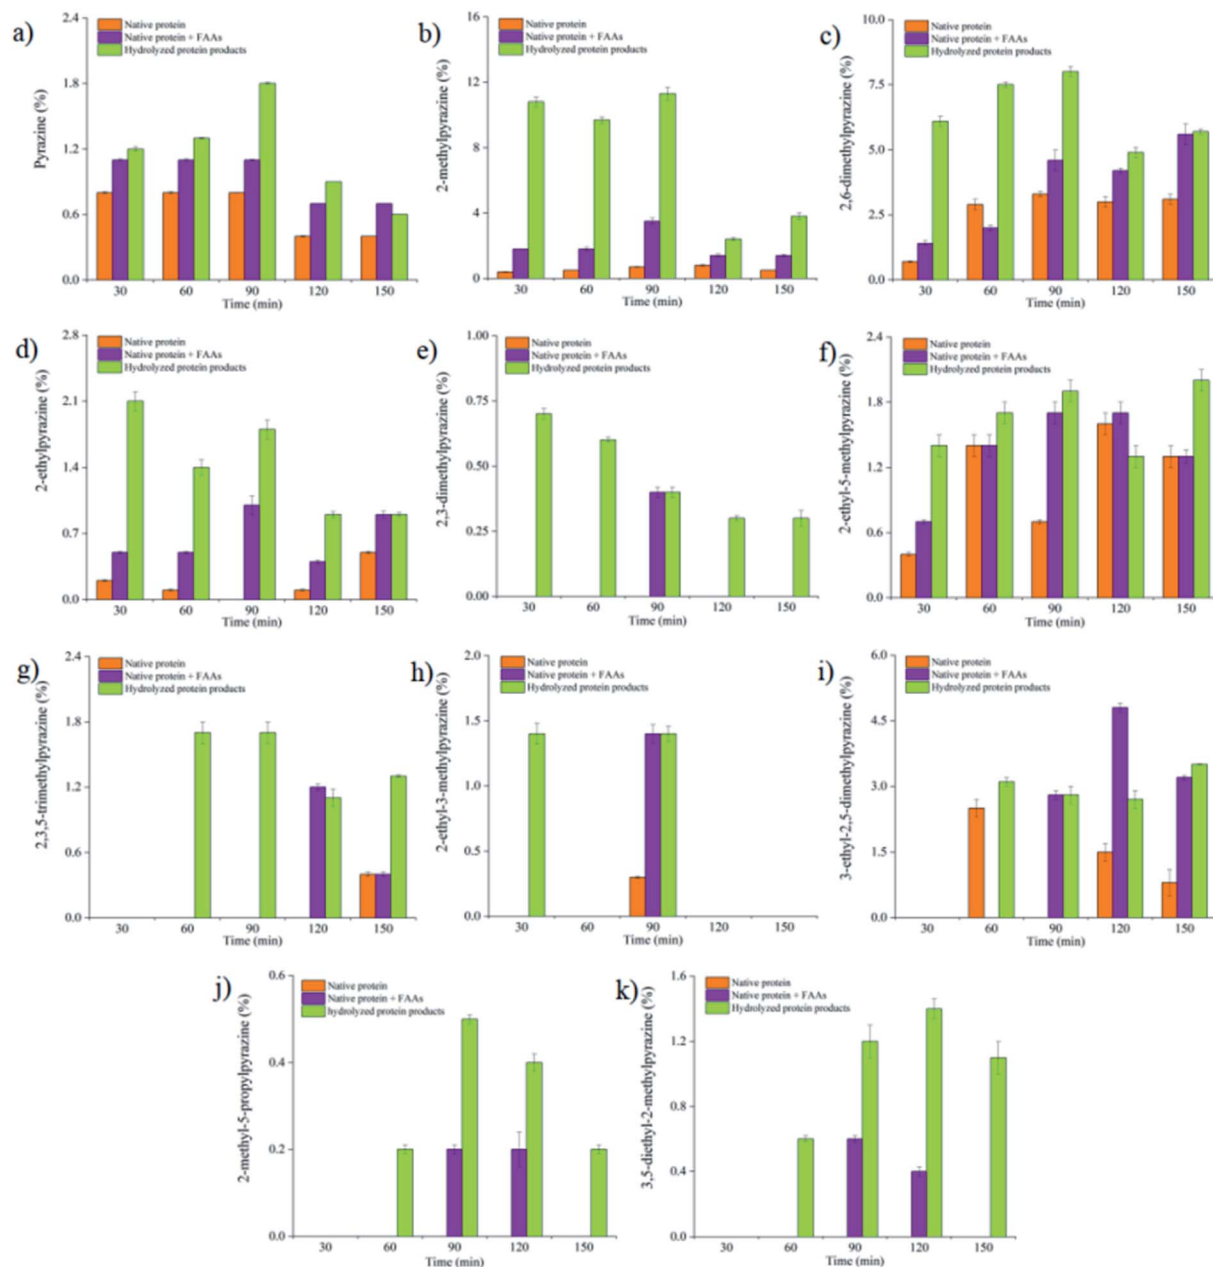 a)
Pyrazine (%)
2.4
1.8
1.2
0.6
0.0
Native protein
Native protein + FAAs
Hydrolyzed protein products
30 60 90 120 150
Time (min)
b)
2-methylpyrazine (%)
16
12
8
4
0
Native protein
Native protein + FAAs
Hydrolyzed protein products
30 60 90 120 150
Time (min)
c)
2,6-dimethylpyrazine (%)
10.0
7.5
5.0
2.5
0.0
Native protein
Native protein + FAAs
Hydrolyzed protein products
30 60 90 120 150
Time (min)
d)
2-ethylpyrazine (%)
2.8
2.1
1.4
0.7
0.0
Native protein
Native protein + FAAs
Hydrolyzed protein products
30 60 90 120 150
Time (min)
e)
2,3-dimethylpyrazine (%)
1.00
0.75
0.50
0.25
0.00
Native protein
Native protein + FAAs
Hydrolyzed protein products
30 60 90 120 150
Time (min)
f)
2-ethyl-5-methylpyrazine (%)
2.4
1.8
1.2
0.6
0.0
Native protein
Native protein + FAAs
Hydrolyzed protein products
30 60 90 120 150
Time (min)
g)
2,3,5-trimethylpyrazine (%)
2.4
1.8
1.2
0.6
0.0
Native protein
Native protein + FAAs
Hydrolyzed protein products
30 60 90 120 150
Time (min)
h)
2-ethyl-3-methylpyrazine (%)
2.0
1.5
1.0
0.5
0.0
Native protein
Native protein + FAAs
Hydrolyzed protein products
30 60 90 120 150
Time (min)
i)
3-ethyl-2,5-dimethylpyrazine (%)
6.0
4.5
3.0
1.5
0.0
Native protein
Native protein + FAAs
Hydrolyzed protein products
30 60 90 120 150
Time (min)
j)
2-methyl-5-propylpyrazine (%)
0.6
0.4
0.2
0.0
Native protein
Native protein + FAAs
hydrolyzed protein products
30 60 90 120 150
Time (min)
k)
3,5-diethyl-2-methylpyrazine (%)
1.6
1.2
0.8
0.4
0.0
Native protein
Native protein + FAAs
Hydrolyzed protein products
30 60 90 120 150
Time (min)